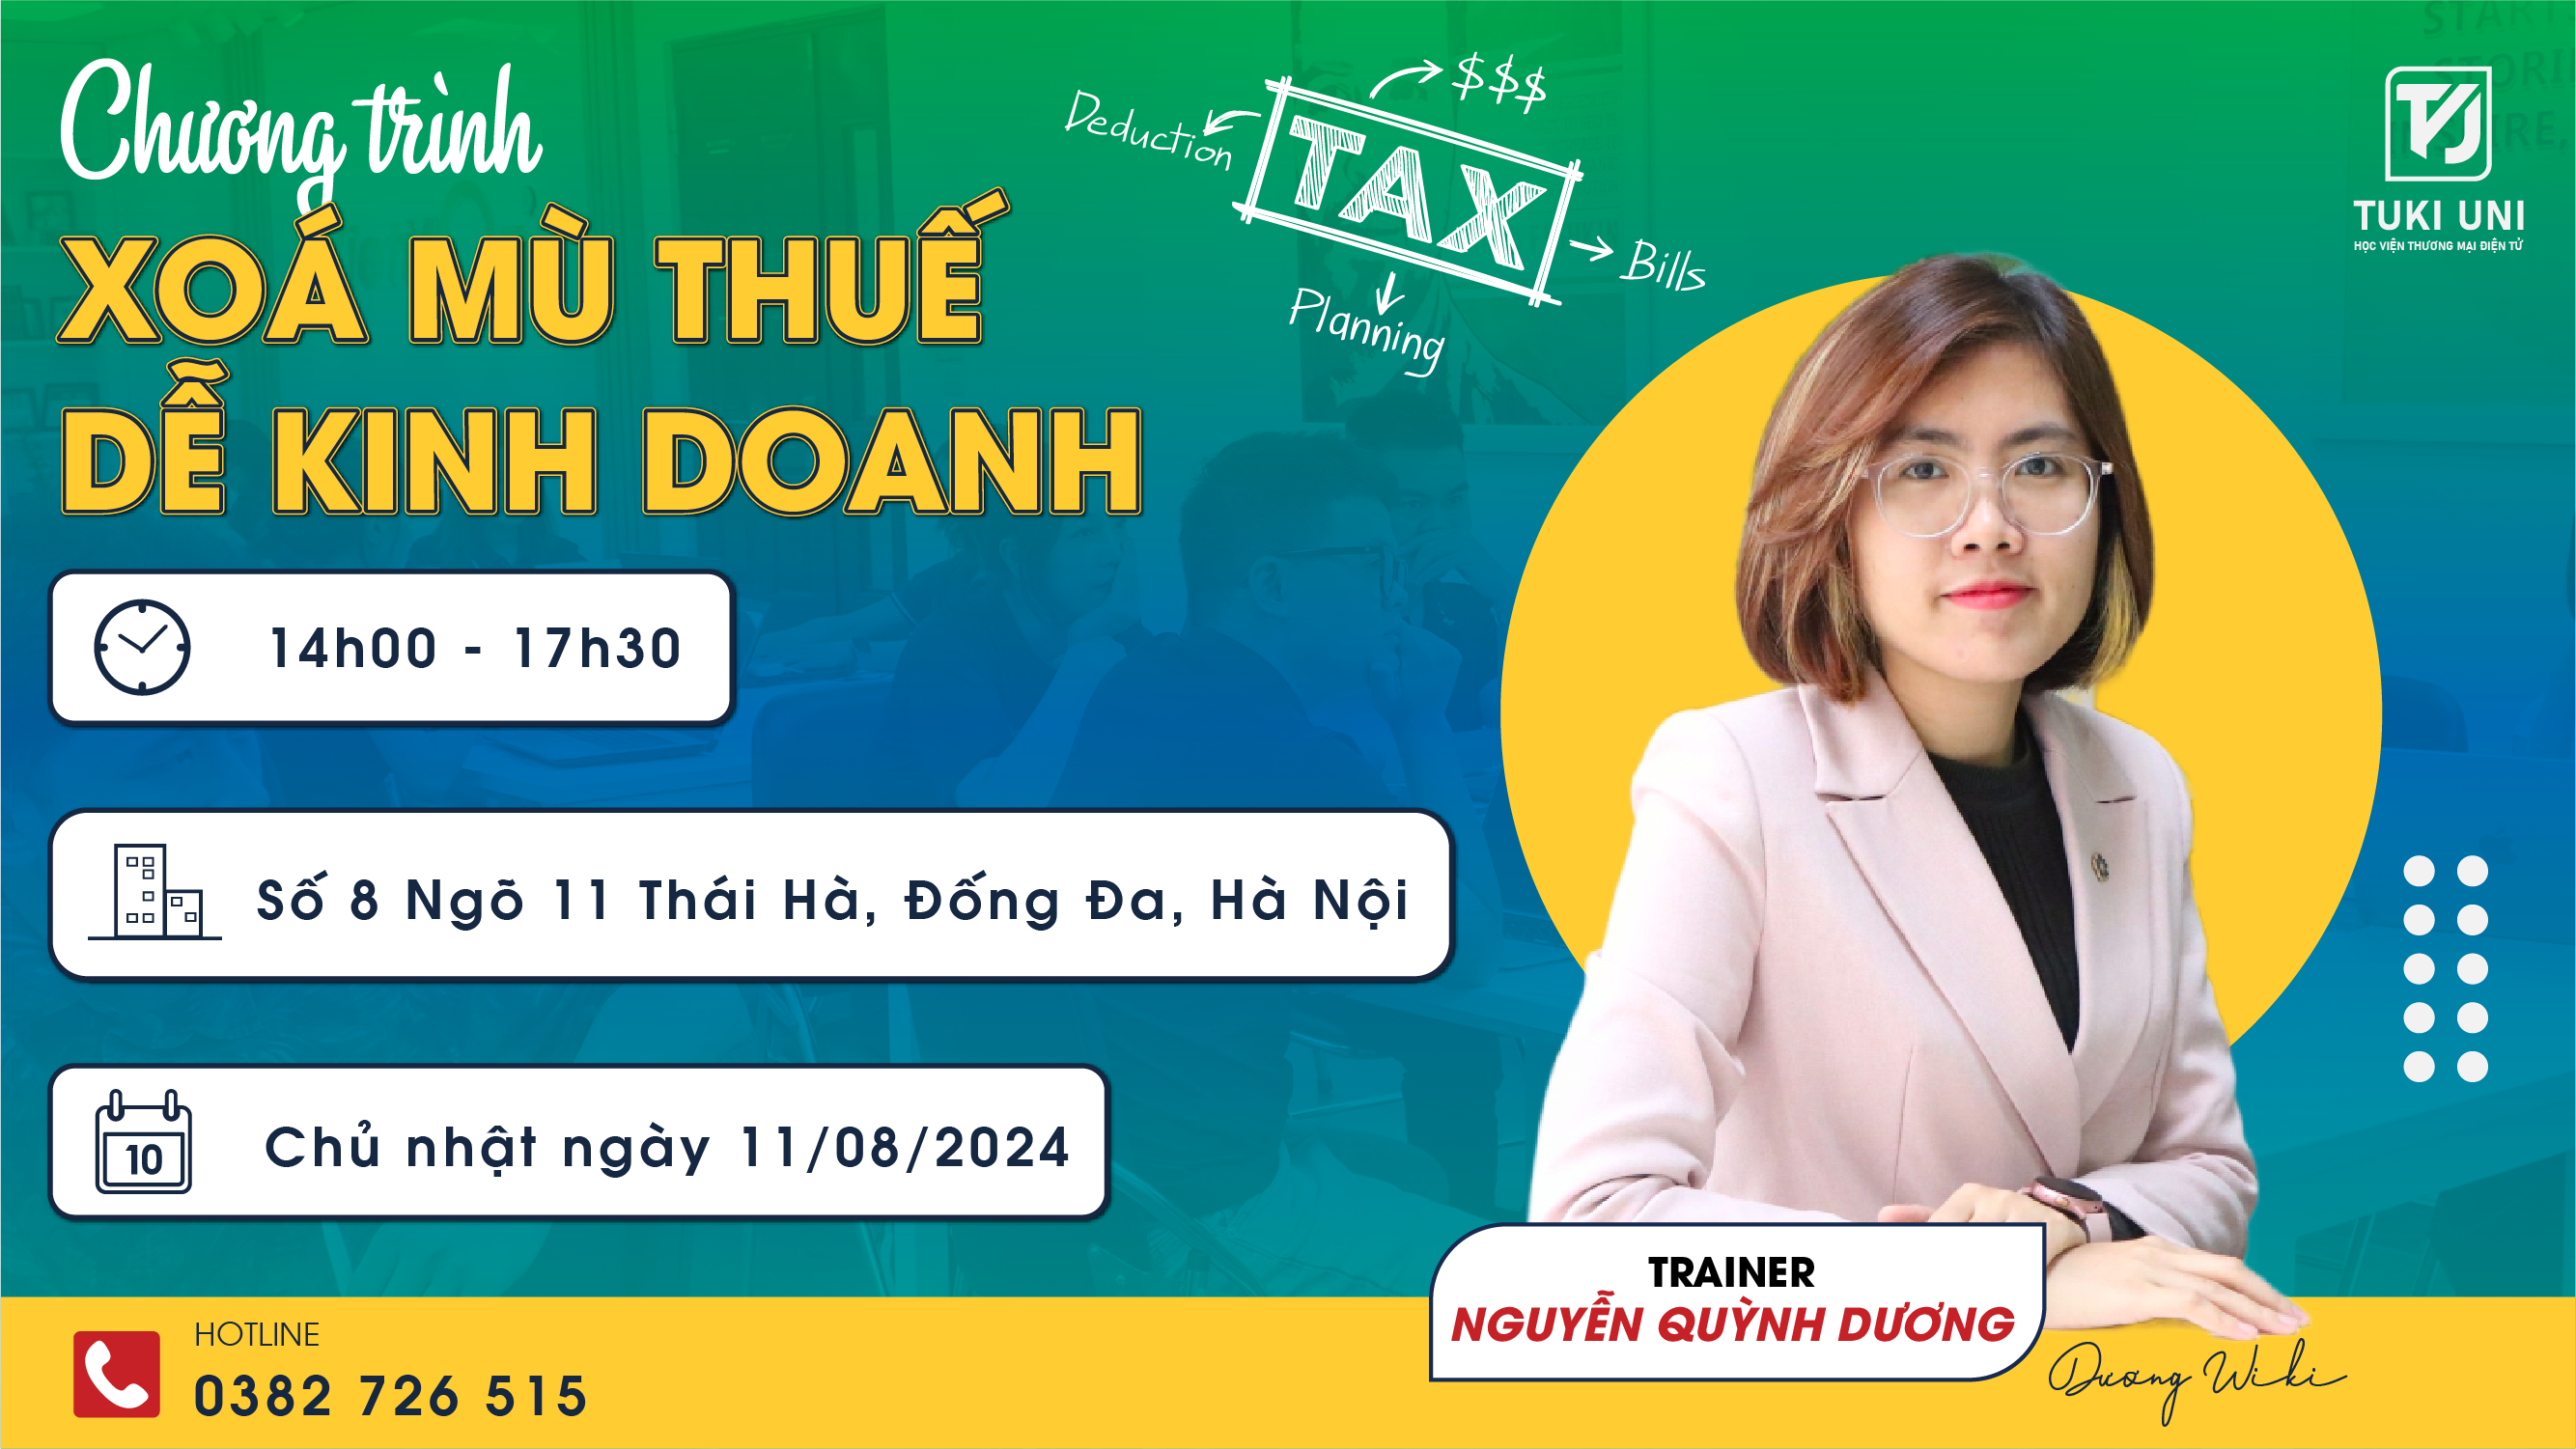 Chương trình
XOÁ MÙ THUẾ
DỄ KINH DOANH
Deduction
$$$
TAX
Bills
Planning
TUKI UNI
HỌC VIỆN THƯƠNG MẠI ĐIỆN TỬ
14h00 - 17h30
Số 8 Ngõ 11 Thái Hà, Đống Đa, Hà Nội
10
Chủ nhật ngày 11/08/2024
TRAINER
NGUYỄN QUỲNH DƯƠNG
Dương Wiki
HOTLINE
0382 726 515